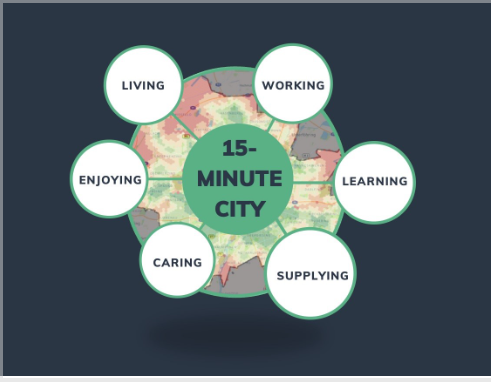 LIVING
WORKING
15-
MINUTE
CITY
ENJOYING
LEARNING
CARING
SUPPLYING